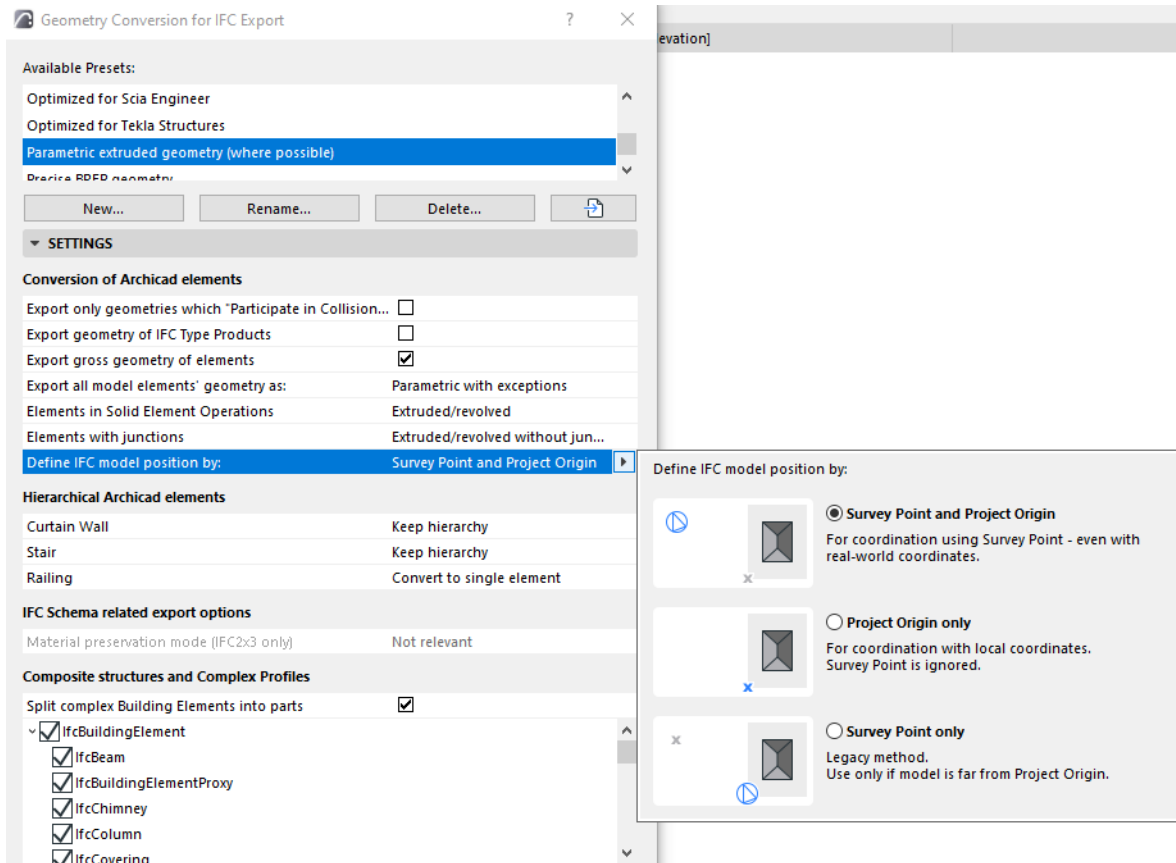 Geometry Conversion for IFC Export
?
evation]
Available Presets:
Optimized for Scia Engineer
Optimized for Tekla Structures
Parametric extruded geometry (where possible)
Precise BREP geometry
New...
Rename...
Delete...
SETTINGS
Conversion of Archicad elements
Export only geometries which "Participate in Collision...
Export geometry of IFC Type Products
Export gross geometry of elements
Export all model elements' geometry as: Parametric with exceptions
Elements in Solid Element Operations Extruded/revolved
Elements with junctions Extruded/revolved without jun...
Define IFC model position by: Survey Point and Project Origin
Hierarchical Archicad elements
Curtain Wall Keep hierarchy
Stair Keep hierarchy
Railing Convert to single element
IFC Schema related export options
Material preservation mode (IFC2x3 only) Not relevant
Composite structures and Complex Profiles
Split complex Building Elements into parts
IfcBuildingElement
IfcBeam
IfcBuildingElementProxy
IfcChimney
IfcColumn
IfcCovering
Define IFC model position by:
Survey Point and Project Origin
For coordination using Survey Point - even with
real-world coordinates.
Project Origin only
For coordination with local coordinates.
Survey Point is ignored.
Survey Point only
Legacy method.
Use only if model is far from Project Origin.